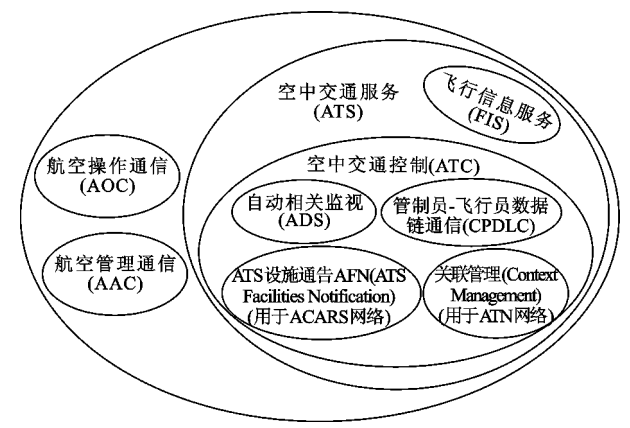 空中交通服务
(ATS)
飞行信息服务
(FIS)
航空操作通信
(AOC)
空中交通控制(ATC)
自动相关监视
(ADS)
管制员-飞行员数据
链通信(CPDLC)
航空管理通信
(AAC)
ATS设施通告AFN(ATS
Facilities Notification)
(用于ACARS网络)
关联管理(Context
Management)
(用于ATN网络)